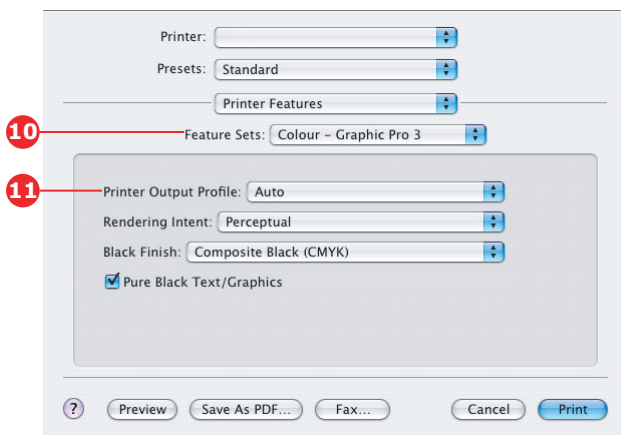 Printer:
Presets: Standard
Printer Features
10 Feature Sets: Colour – Graphic Pro 3
11 Printer Output Profile: Auto
Rendering Intent: Perceptual
Black Finish: Composite Black (CMYK)
Pure Black Text/Graphics
? Preview Save As PDF... Fax... Cancel Print